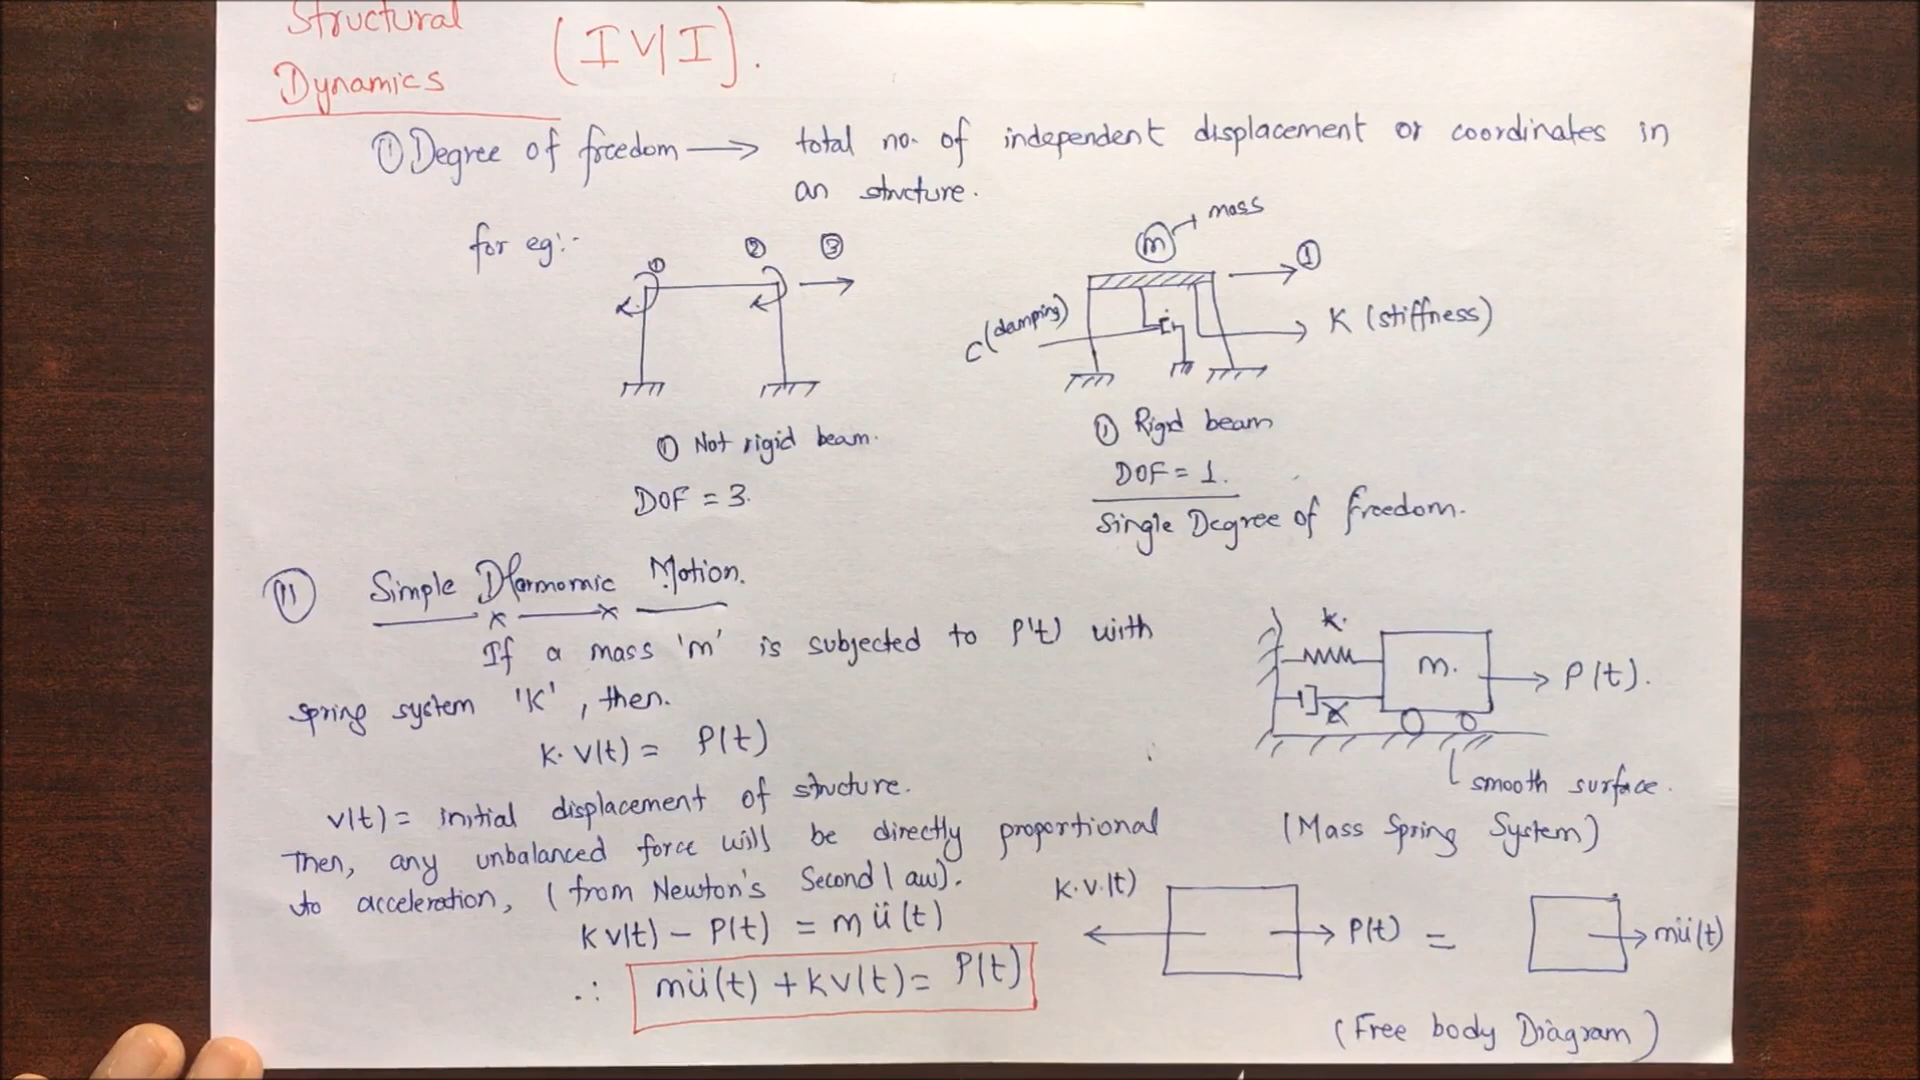 Structural
Dynamics
(IV/I).
① Degree of freedom → total no. of independent displacement or coordinates in
an structure.
for eg:-
① ② ③
m → mass
①
C (damping)
K (stiffness)
① Not rigid beam.
DOF = 3.
① Rigid beam
DOF = 1.
Single Degree of freedom.
II Simple Harmomic Motion.
If a mass 'm' is subjected to P(t) with
spring system 'K', then.
K. v(t) = P(t)
v(t) = initial displacement of structure.
Then, any unbalanced force will be directly proportional
to acceleration, (from Newton's Second law).
Kv(t) - P(t) = mü(t)
∴ mü(t) + Kv(t) = P(t)
k.
m.
P(t).
smooth surface.
(Mass Spring System)
K.v.(t)
P(t) =
mü(t)
(Free body Diagram)